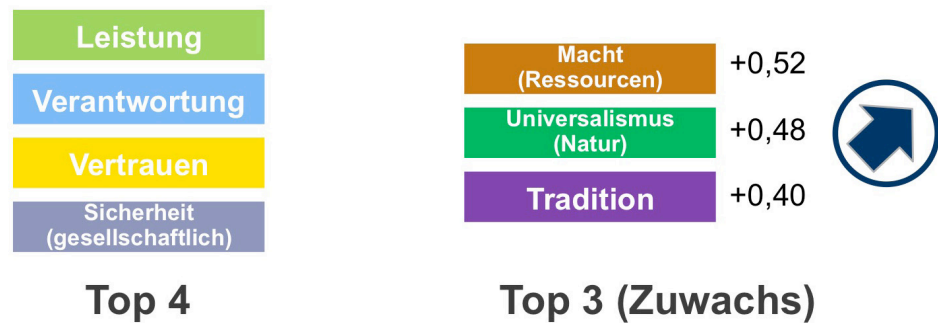 Leistung
Verantwortung
Vertrauen
Sicherheit
(gesellschaftlich)
Top 4
Macht
(Ressourcen)
+0,52
Universalismus
(Natur)
+0,48
Tradition
+0,40
Top 3 (Zuwachs)